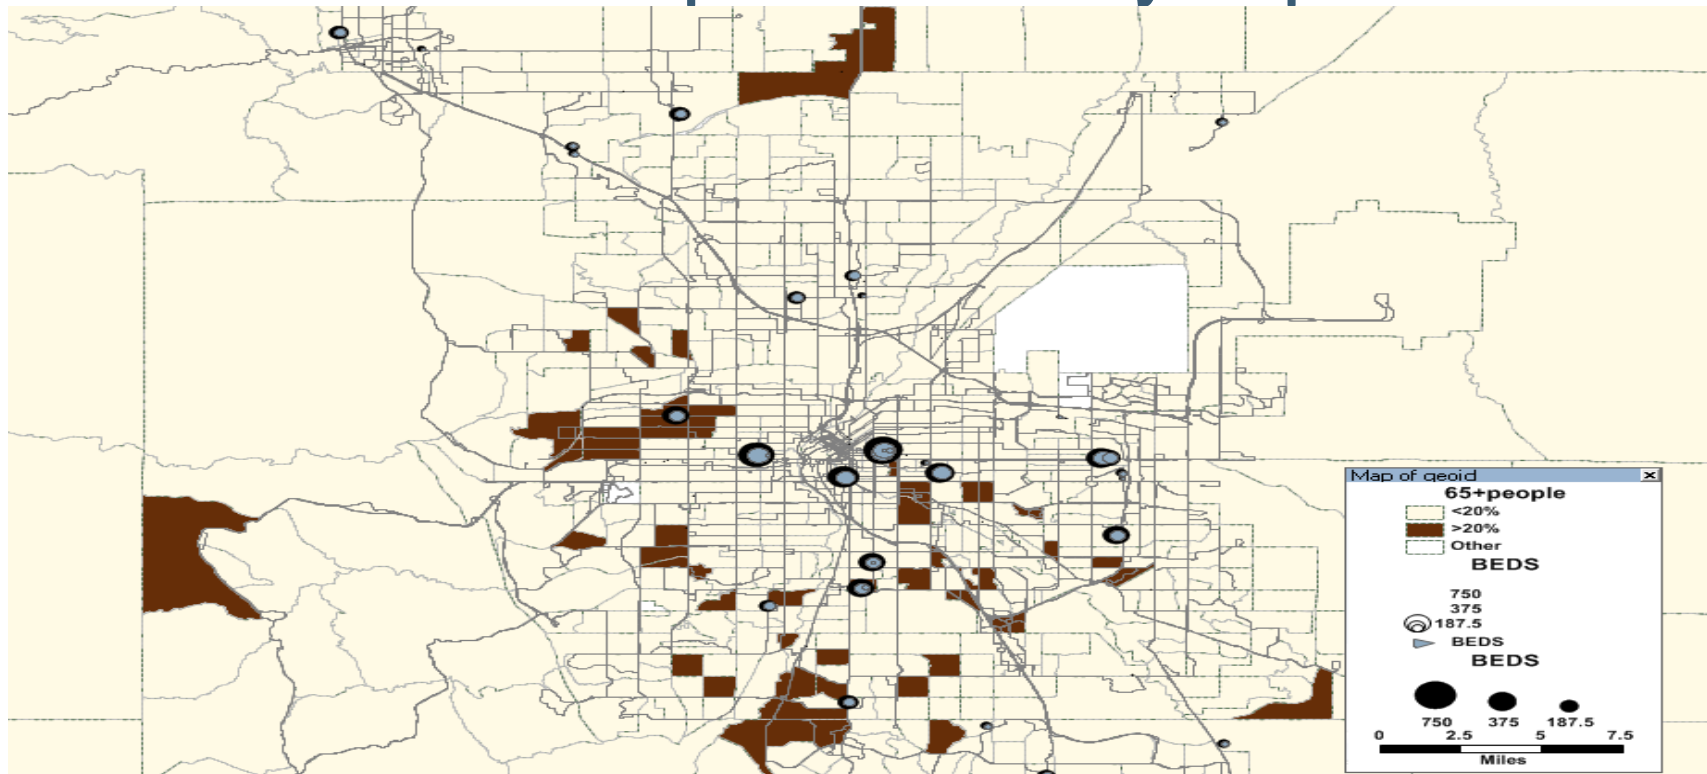 Map of geoid
65+people
<20%
>20%
Other
BEDS
750
375
187.5
BEDS
BEDS
750 375 187.5
0 2.5 5 7.5
Miles